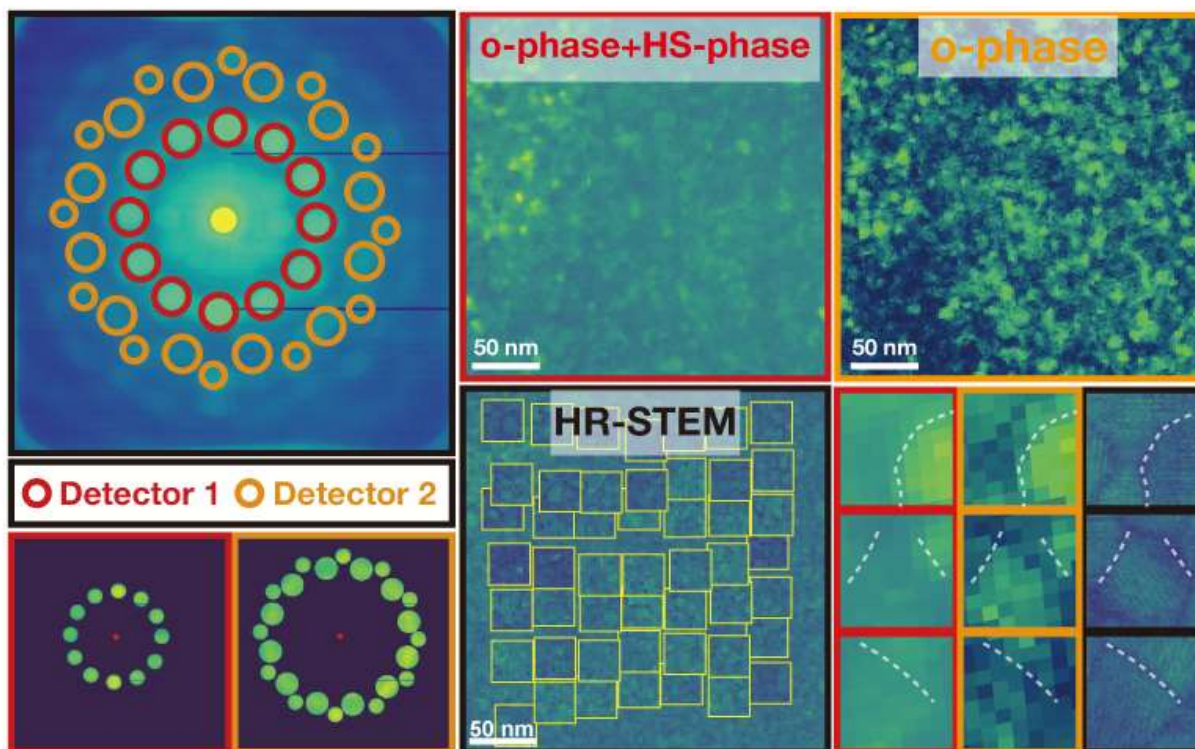 o-phase+HS-phase
o-phase
50 nm
50 nm
HR-STEM
Detector 1
Detector 2
50 nm